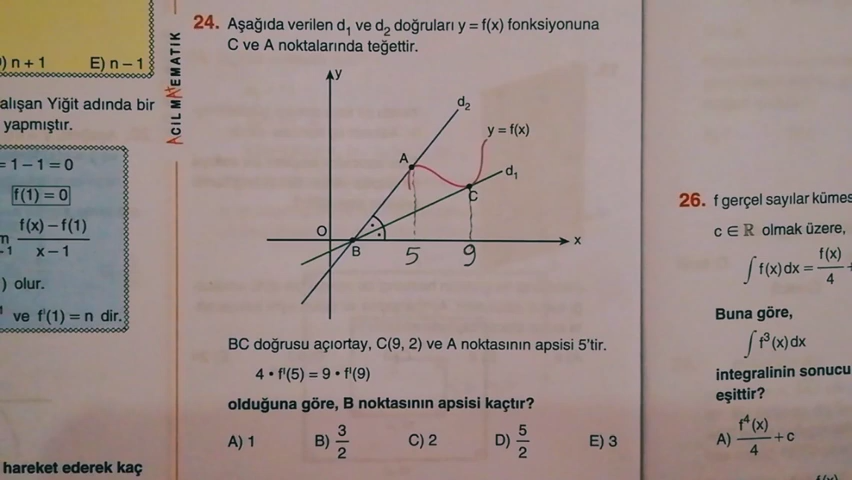 ) n + 1 E) n – 1
alışan Yiğit adında bir
yapmıştır.
= 1 – 1 = 0
f(1) = 0
f(x) – f(1)
x – 1
) olur.
ve f'(1) = n dir.
hareket ederek kaç
ACIL MATEMATIK
24. Aşağıda verilen d₁ ve d₂ doğruları y = f(x) fonksiyonuna
C ve A noktalarında teğettir.
y
d₂
y = f(x)
A
d₁
C
O
B
x
5 9
BC doğrusu açıortay, C(9, 2) ve A noktasının apsisi 5'tir.
4 • f'(5) = 9 • f'(9)
olduğuna göre, B noktasının apsisi kaçtır?
A) 1 B) 3/2 C) 2 D) 5/2 E) 3
26. f gerçel sayılar kümes
c ∈ ℝ olmak üzere,
∫ f(x) dx = f(x)/4 +
Buna göre,
∫ f³(x) dx
integralinin sonucu
eşittir?
A) f⁴(x)/4 + c